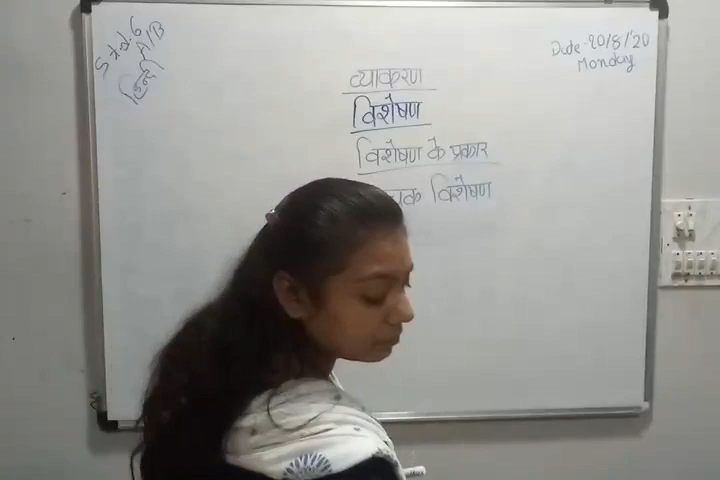 Std. 6
A/B
हिन्दी
Date-20/8/'20
Monday
व्याकरण
विशेषण
विशेषण के प्रकार
विशेषण